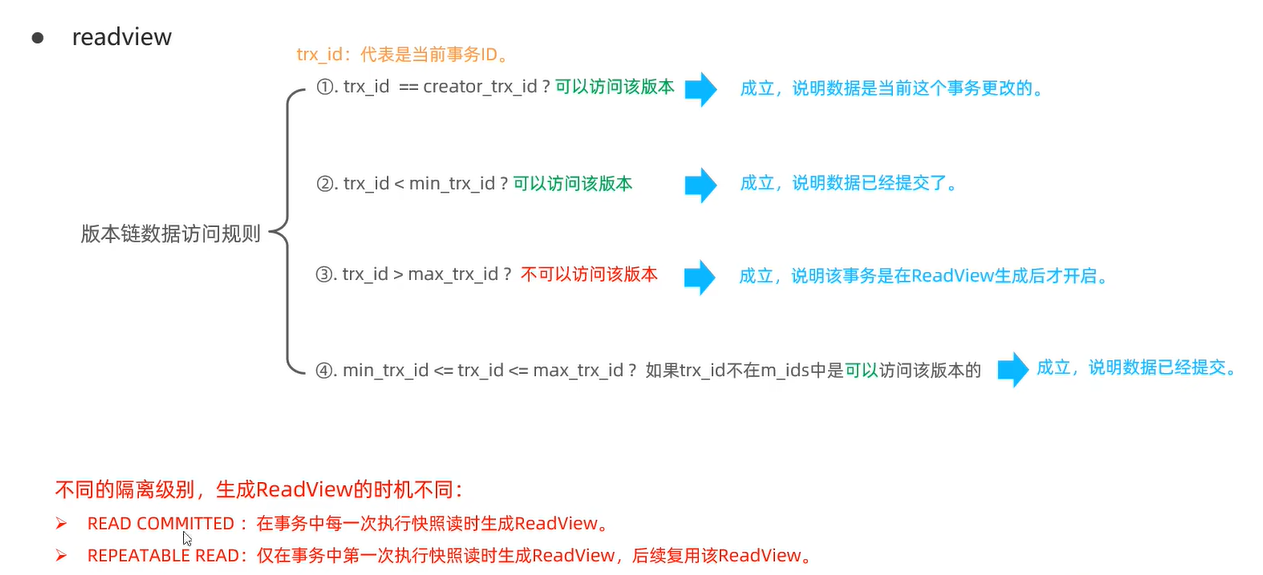 ● readview
trx_id：代表是当前事务ID。
①. trx_id == creator_trx_id ? 可以访问该版本 成立，说明数据是当前这个事务更改的。
②. trx_id < min_trx_id ? 可以访问该版本 成立，说明数据已经提交了。
版本链数据访问规则
③. trx_id > max_trx_id ? 不可以访问该版本 成立，说明该事务是在ReadView生成后才开启。
④. min_trx_id <= trx_id <= max_trx_id ? 如果trx_id不在m_ids中是可以访问该版本的 成立，说明数据已经提交。
不同的隔离级别，生成ReadView的时机不同：
➢ READ COMMITTED ：在事务中每一次执行快照读时生成ReadView。
➢ REPEATABLE READ：仅在事务中第一次执行快照读时生成ReadView，后续复用该ReadView。